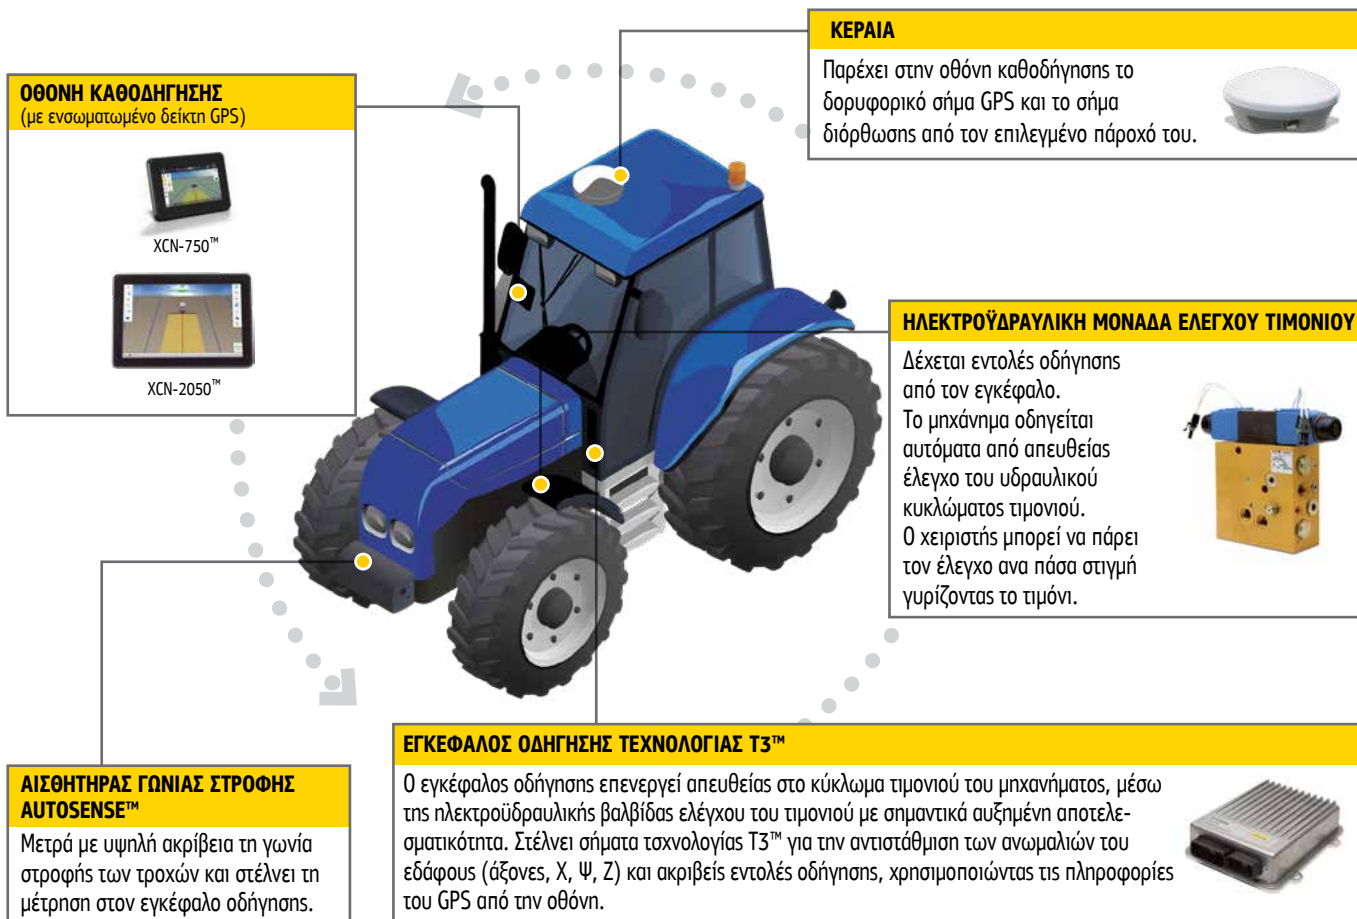 ΚΕΡΑΙΑ
Παρέχει στην οθόνη καθοδήγησης το
δορυφορικό σήμα GPS και το σήμα
διόρθωσης από τον επιλεγμένο πάροχό του.
ΟΘΟΝΗ ΚΑΘΟΔΗΓΗΣΗΣ
(με ενσωματωμένο δείκτη GPS)
XCN-750™
XCN-2050™
ΗΛΕΚΤΡΟΫΔΡΑΥΛΙΚΗ ΜΟΝΑΔΑ ΕΛΕΓΧΟΥ ΤΙΜΟΝΙΟΥ
Δέχεται εντολές οδήγησης
από τον εγκέφαλο.
Το μηχάνημα οδηγείται
αυτόματα από απευθείας
έλεγχο του υδραυλικού
κυκλώματος τιμονιού.
Ο χειριστής μπορεί να πάρει
τον έλεγχο ανα πάσα στιγμή
γυρίζοντας το τιμόνι.
ΕΓΚΕΦΑΛΟΣ ΟΔΗΓΗΣΗΣ ΤΕΧΝΟΛΟΓΙΑΣ Τ3™
Ο εγκέφαλος οδήγησης επενεργεί απευθείας στο κύκλωμα τιμονιού του μηχανήματος, μέσω
της ηλεκτροϋδραυλικής βαλβίδας ελέγχου του τιμονιού με σημαντικά αυξημένη αποτελε-
σματικότητα. Στέλνει σήματα τσχνολογίας Τ3™ για την αντιστάθμιση των ανωμαλιών του
εδάφους (άξονες, Χ, Ψ, Ζ) και ακριβείς εντολές οδήγησης, χρησιμοποιώντας τις πληροφορίες
του GPS από την οθόνη.
ΑΙΣΘΗΤΗΡΑΣ ΓΩΝΙΑΣ ΣΤΡΟΦΗΣ
AUTOSENSE™
Μετρά με υψηλή ακρίβεια τη γωνία
στροφής των τροχών και στέλνει τη
μέτρηση στον εγκέφαλο οδήγησης.